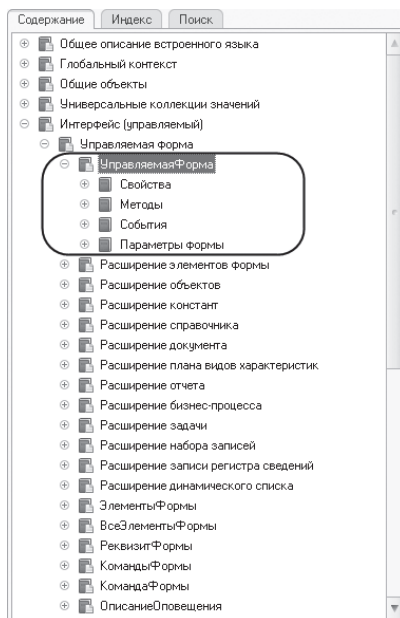 Содержание Индекс Поиск
Общее описание встроенного языка
Глобальный контекст
Общие объекты
Универсальные коллекции значений
Интерфейс (управляемый)
Управляемая форма
УправляемаяФорма
Свойства
Методы
События
Параметры формы
Расширение элементов формы
Расширение объектов
Расширение констант
Расширение справочника
Расширение документа
Расширение плана видов характеристик
Расширение отчета
Расширение бизнес-процесса
Расширение задачи
Расширение набора записей
Расширение записи регистра сведений
Расширение динамического списка
ЭлементыФормы
ВсеЭлементыФормы
РеквизитФормы
КомандыФормы
КомандаФормы
ОписаниеОповещения